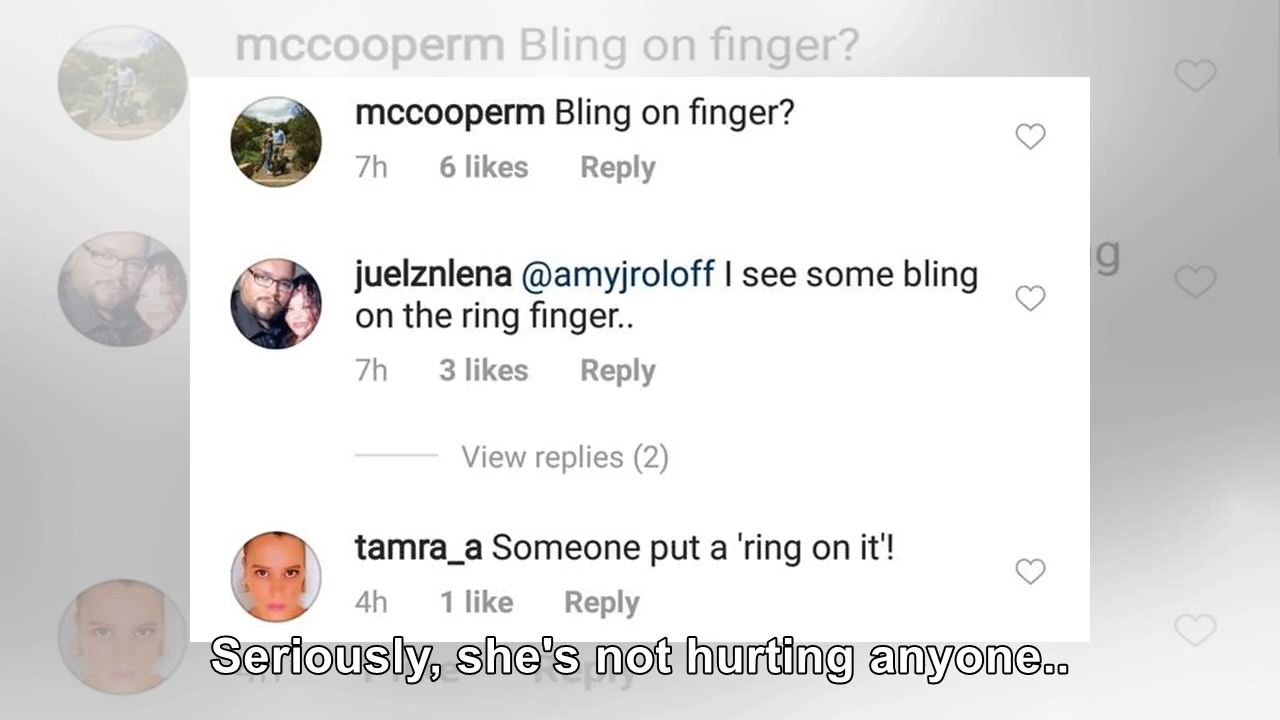 mccooperm Bling on finger?
mccooperm Bling on finger?
7h 6 likes Reply
juelznlena @amyjroloff I see some bling
on the ring finger..
7h 3 likes Reply
View replies (2)
tamra_a Someone put a 'ring on it'!
4h 1 like Reply
Seriously, she's not hurting anyone..